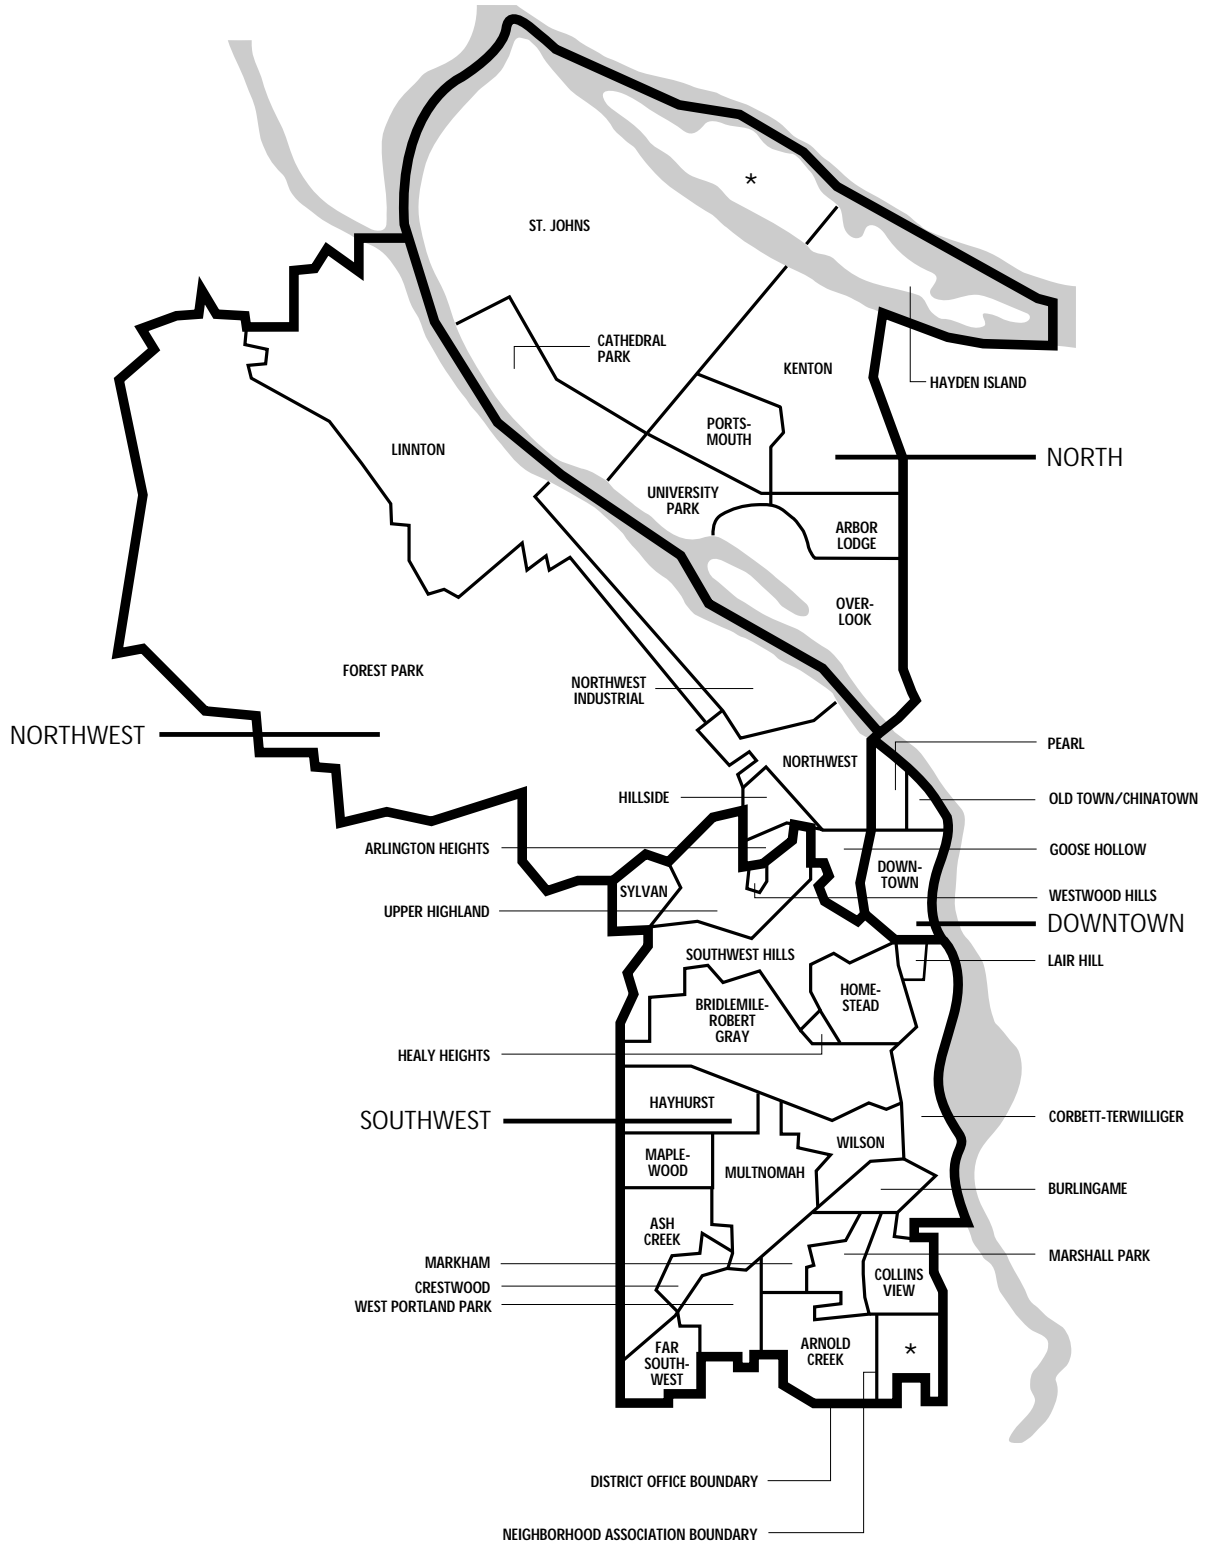 *
ST. JOHNS
CATHEDRAL
PARK
KENTON
HAYDEN ISLAND
PORTS-
MOUTH
LINNTON
NORTH
UNIVERSITY
PARK
ARBOR
LODGE
OVER-
LOOK
FOREST PARK
NORTHWEST
INDUSTRIAL
NORTHWEST
PEARL
NORTHWEST
HILLSIDE
OLD TOWN/CHINATOWN
ARLINGTON HEIGHTS
GOOSE HOLLOW
DOWN-
TOWN
SYLVAN
WESTWOOD HILLS
UPPER HIGHLAND
DOWNTOWN
SOUTHWEST HILLS
LAIR HILL
HOME-
STEAD
BRIDLEMILE-
ROBERT
GRAY
HEALY HEIGHTS
HAYHURST
SOUTHWEST
CORBETT-TERWILLIGER
WILSON
MAPLE-
WOOD
MULTNOMAH
BURLINGAME
ASH
CREEK
MARKHAM
MARSHALL PARK
CRESTWOOD
COLLINS
VIEW
WEST PORTLAND PARK
FAR
SOUTH-
WEST
ARNOLD
CREEK
*
DISTRICT OFFICE BOUNDARY
NEIGHBORHOOD ASSOCIATION BOUNDARY